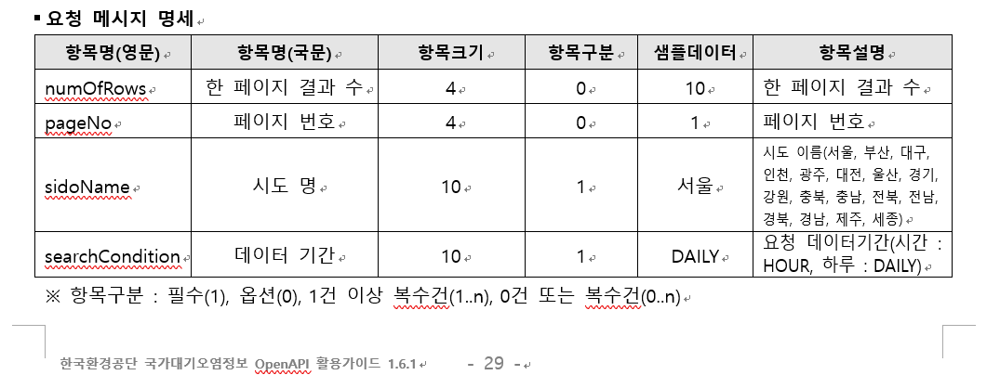 ▪ 요청 메시지 명세
항목명(영문) 항목명(국문) 항목크기 항목구분 샘플데이터 항목설명
numOfRows 한 페이지 결과 수 4 0 10 한 페이지 결과 수
pageNo 페이지 번호 4 0 1 페이지 번호
sidoName 시도 명 10 1 서울 시도 이름(서울, 부산, 대구,
인천, 광주, 대전, 울산, 경기,
강원, 충북, 충남, 전북, 전남,
경북, 경남, 제주, 세종)
searchCondition 데이터 기간 10 1 DAILY 요청 데이터기간(시간 :
HOUR, 하루 : DAILY)
※ 항목구분 : 필수(1), 옵션(0), 1건 이상 복수건(1..n), 0건 또는 복수건(0..n)
한국환경공단 국가대기오염정보 OpenAPI 활용가이드 1.6.1 - 29 -